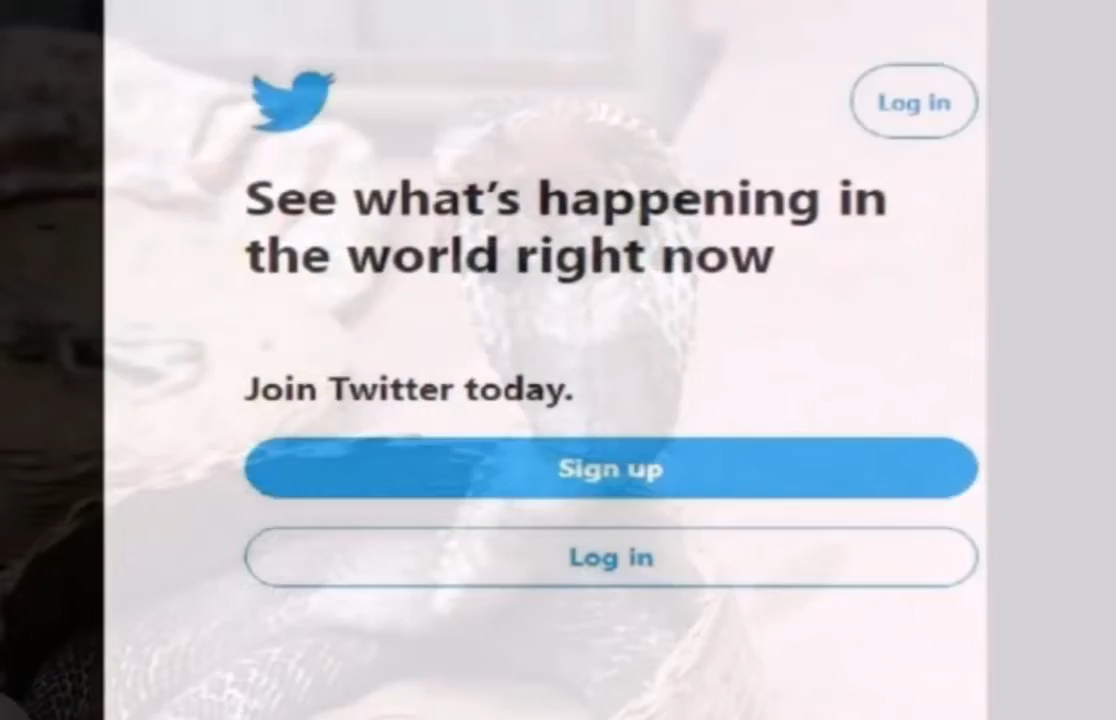 Log in
See what's happening in
the world right now
Join Twitter today.
Sign up
Log in